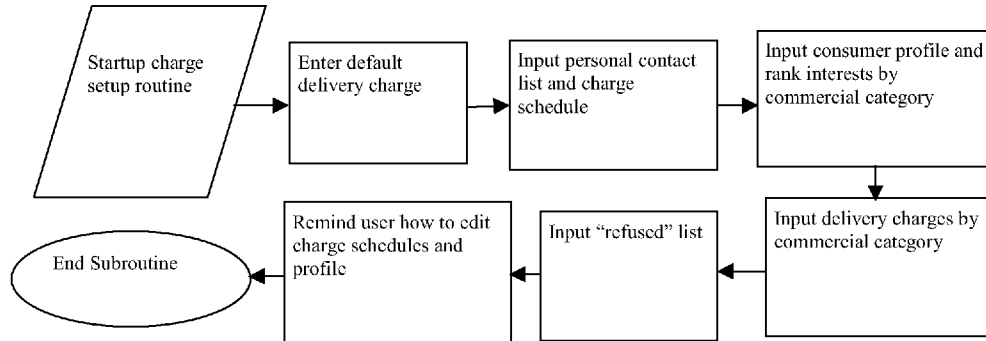 Startup charge
setup routine
Enter default
delivery charge
Input personal contact
list and charge
schedule
Input consumer profile and
rank interests by
commercial category
Input delivery charges by
commercial category
Input “refused” list
Remind user how to edit
charge schedules and
profile
End Subroutine